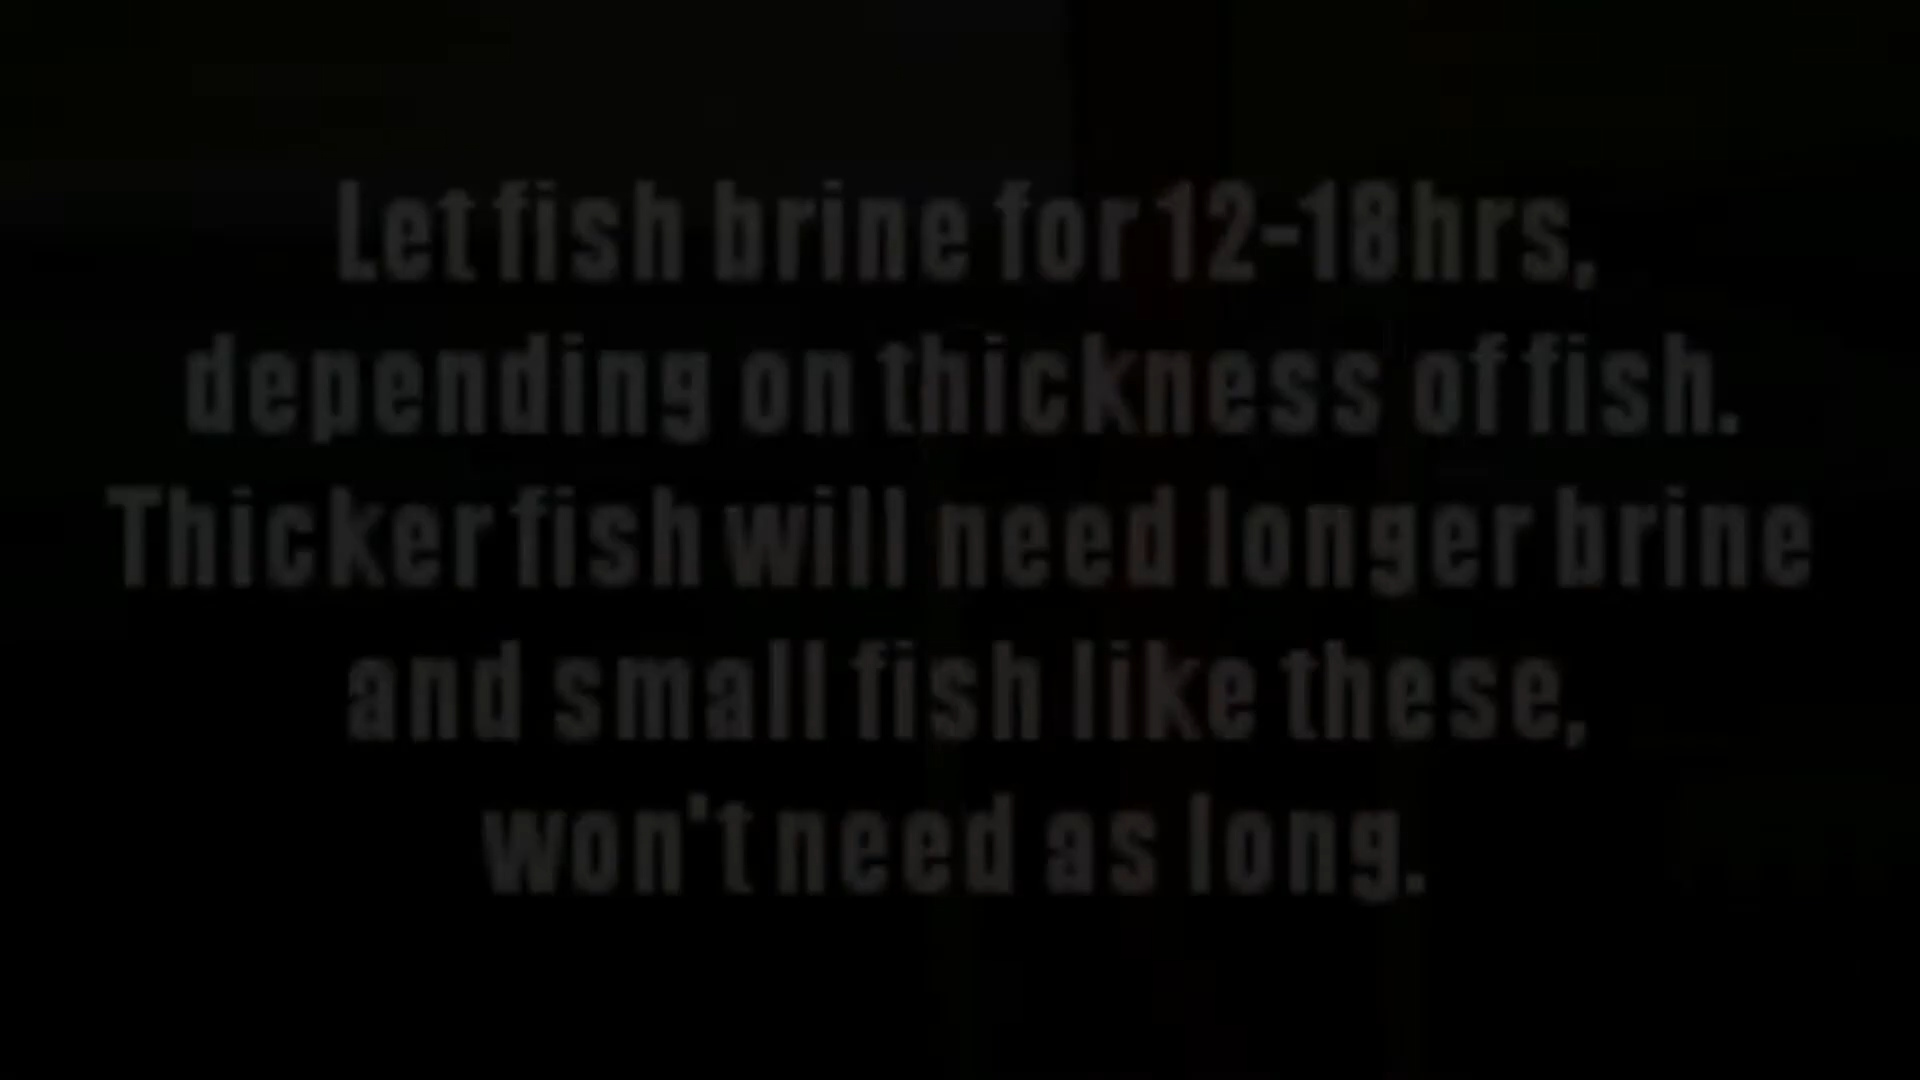 Let fish brine for 12-18hrs,
depending on thickness of fish.
Thicker fish will need longer brine
and small fish like these,
won't need as long.